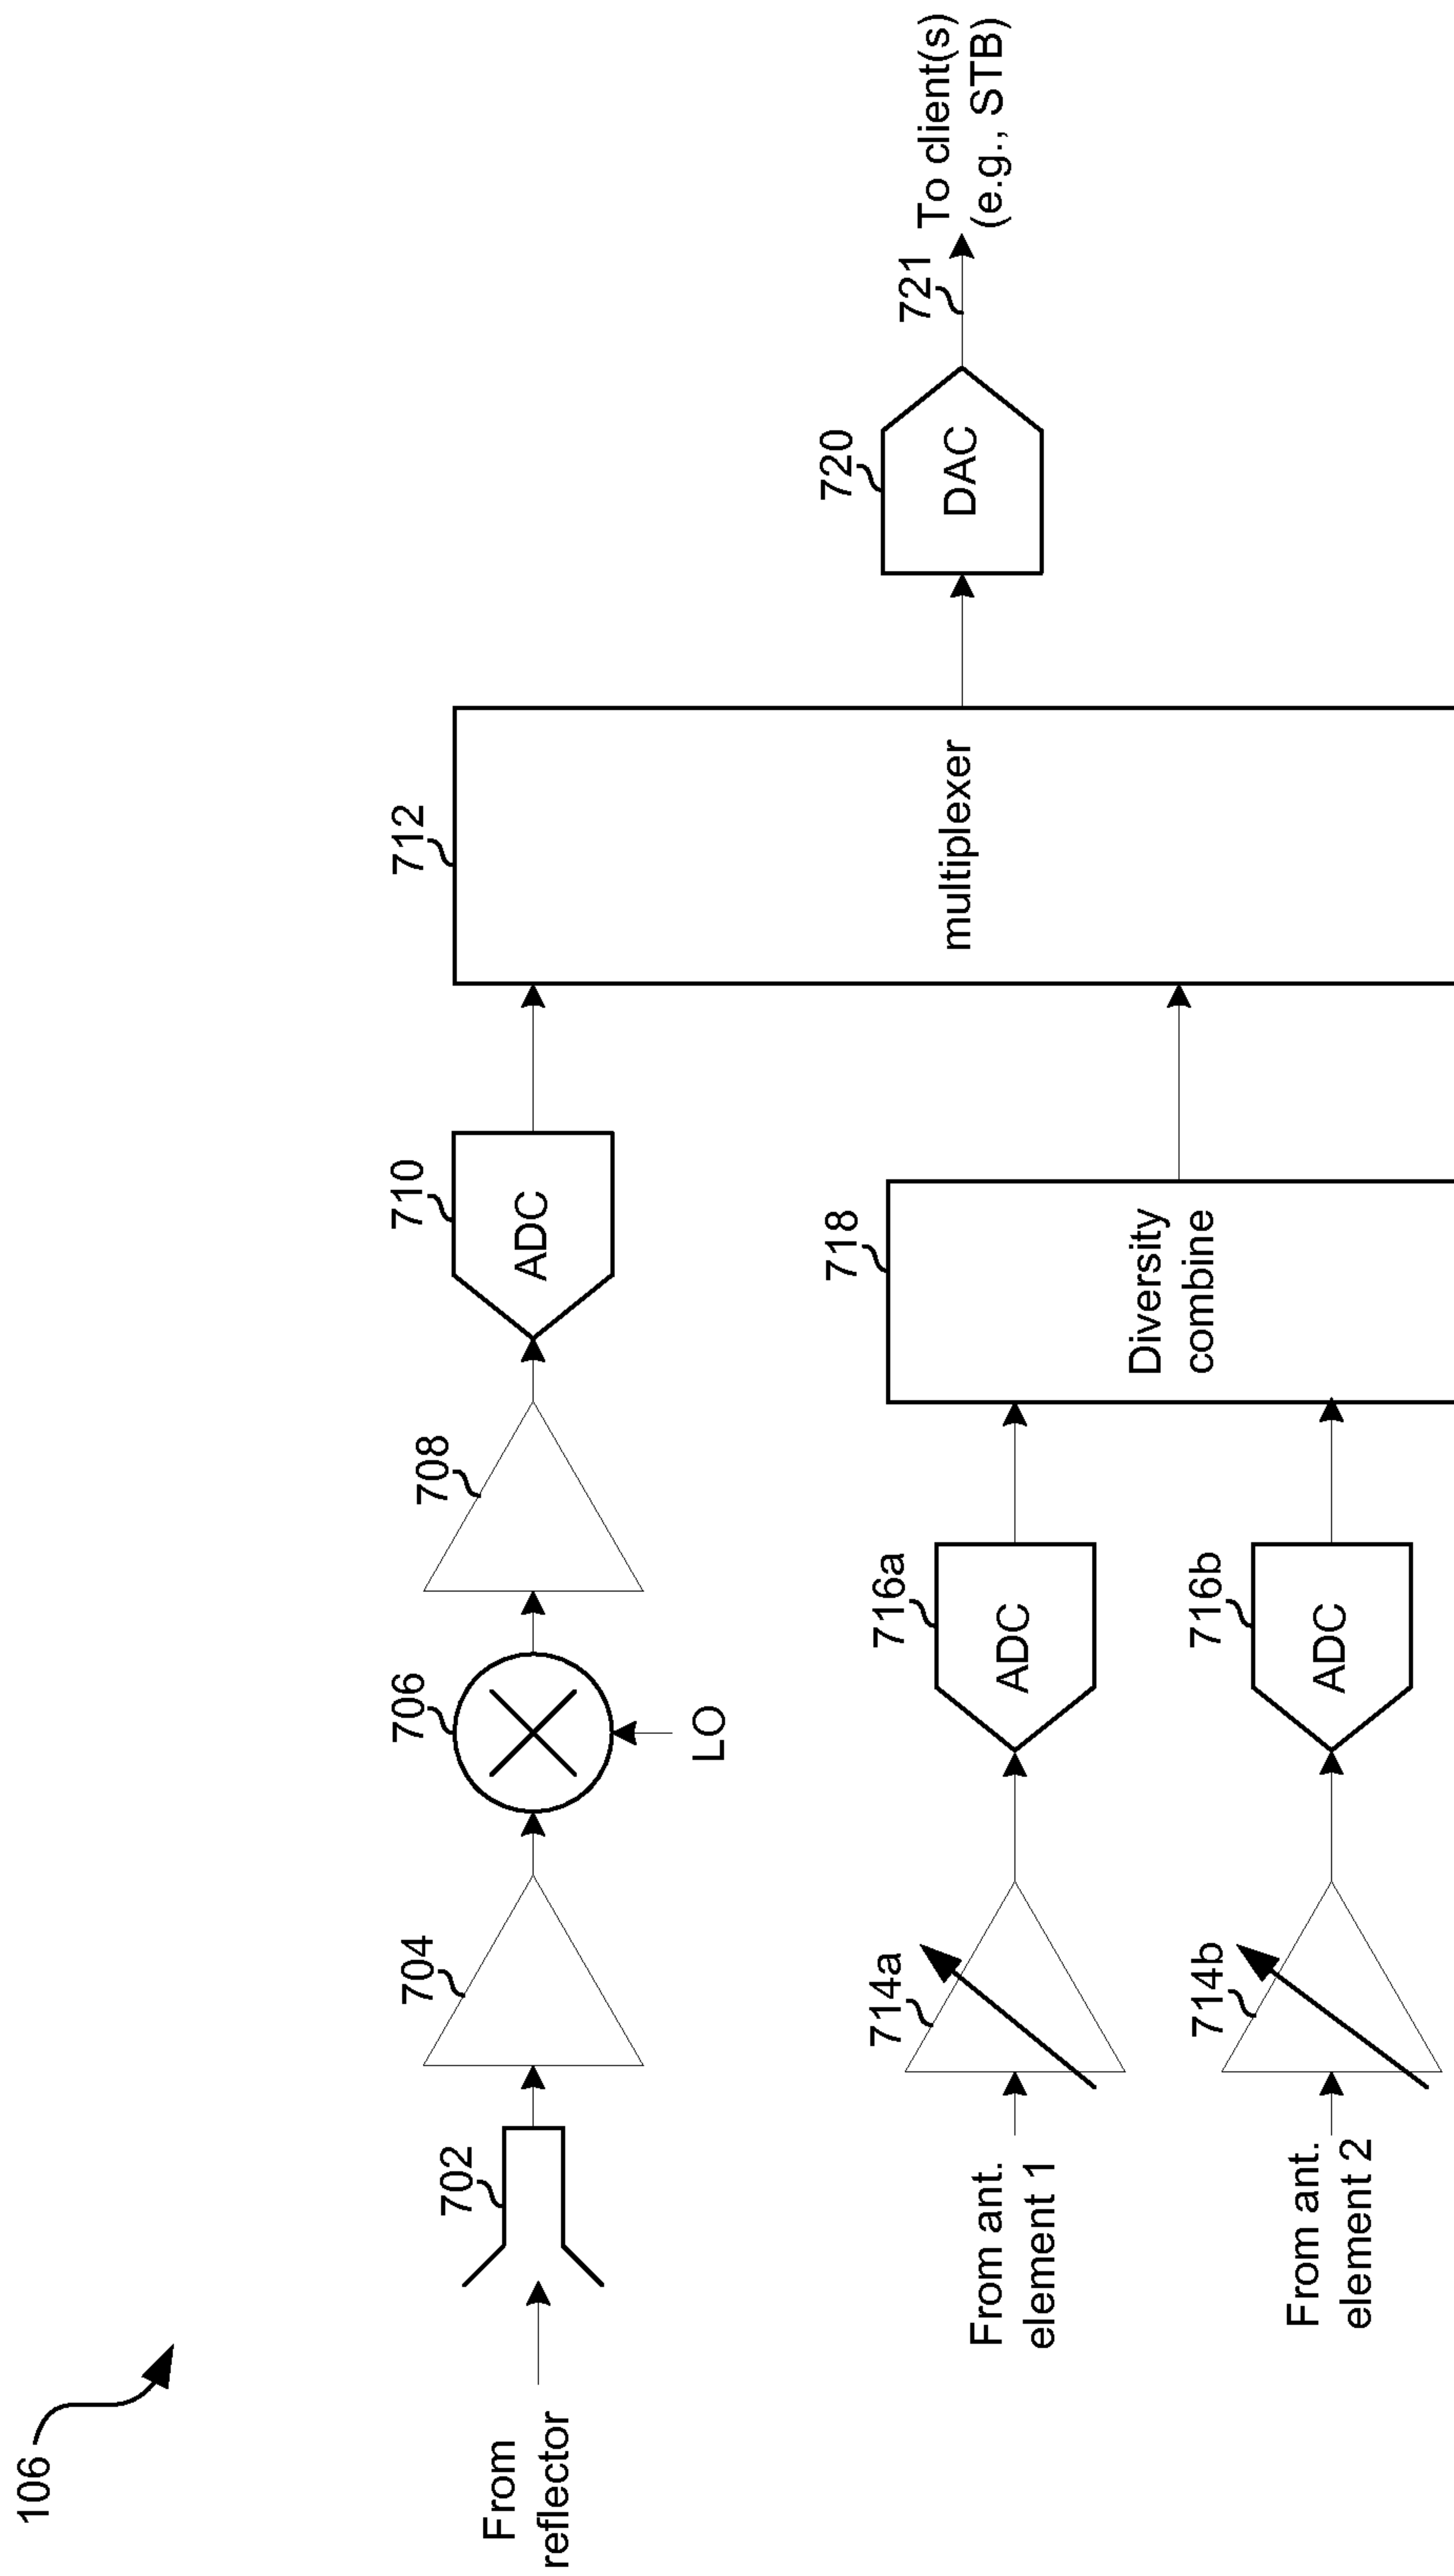 106
From
reflector
702
704
706
LO
708
710
ADC
712
multiplexer
From ant.
element 1
714a
716a
ADC
718
Diversity
combine
From ant.
element 2
714b
716b
ADC
720
DAC
721
To client(s)
(e.g., STB)